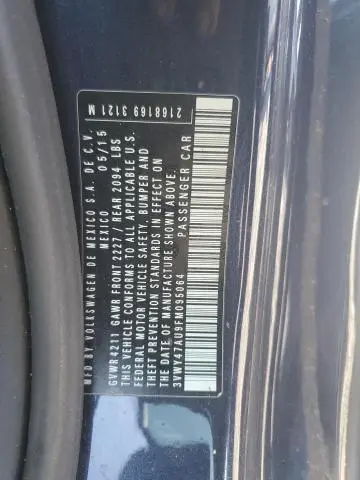 MFD BY VOLKSWAGEN DE MEXICO S.A. DE C.V.
MEXICO 05/15
GVWR 4211 GAWR FRONT 2227 / REAR 2094 LBS
THIS VEHICLE CONFORMS TO ALL APPLICABLE U.S.
FEDERAL MOTOR VEHICLE SAFETY, BUMPER AND
THEFT PREVENTION STANDARDS IN EFFECT ON
THE DATE OF MANUFACTURE SHOWN ABOVE.
3VWY47AU9FM095064 PASSENGER CAR
2168169 3121 M